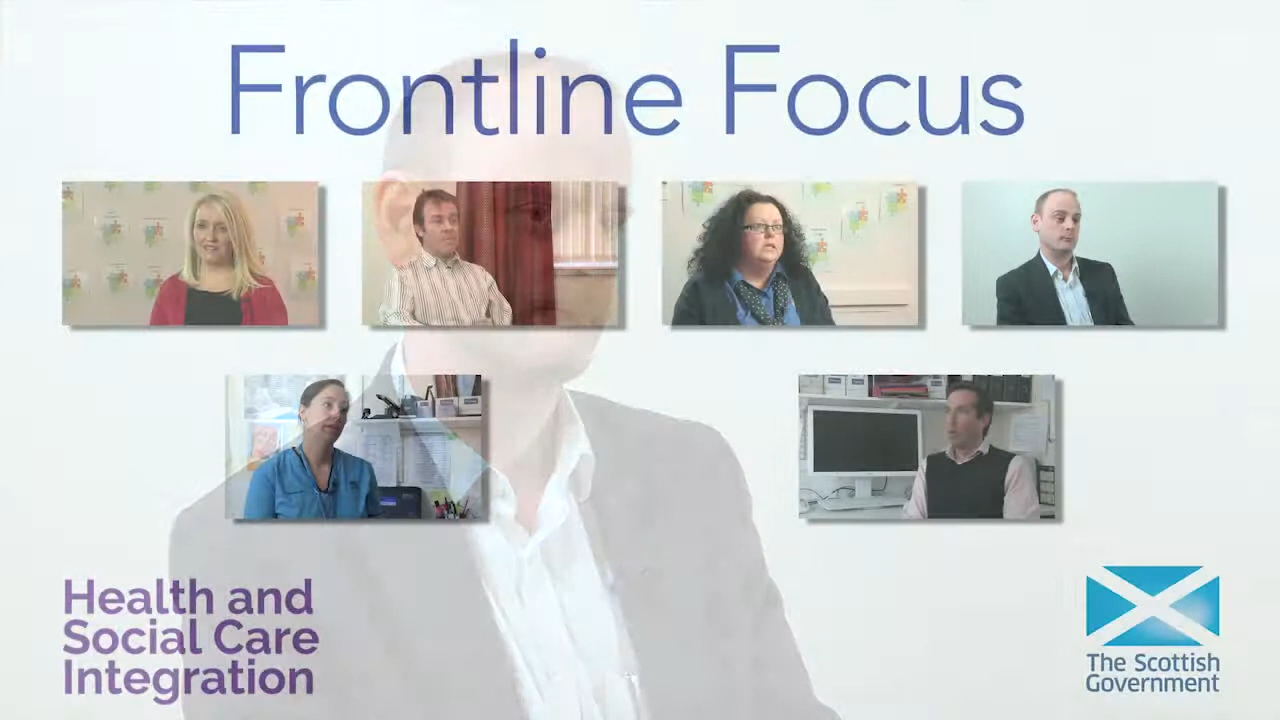 Frontline Focus
Health and
Social Care
Integration
The Scottish
Government